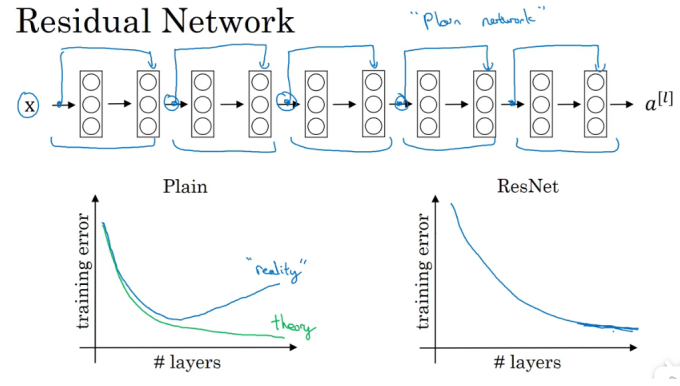 Residual Network
"Plain network"
x
a[l]
Plain
ResNet
training error
"reality"
theory
# layers
training error
# layers